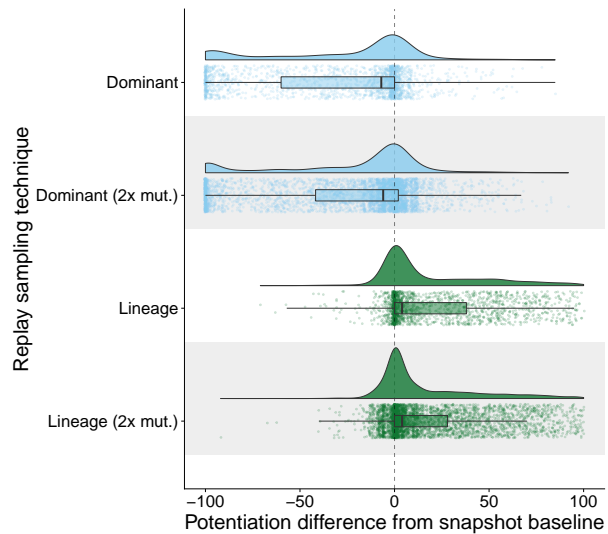 Replay sampling technique
Dominant
Dominant (2x mut.)
Lineage
Lineage (2x mut.)
−100 −50 0 50 100
Potentiation difference from snapshot baseline